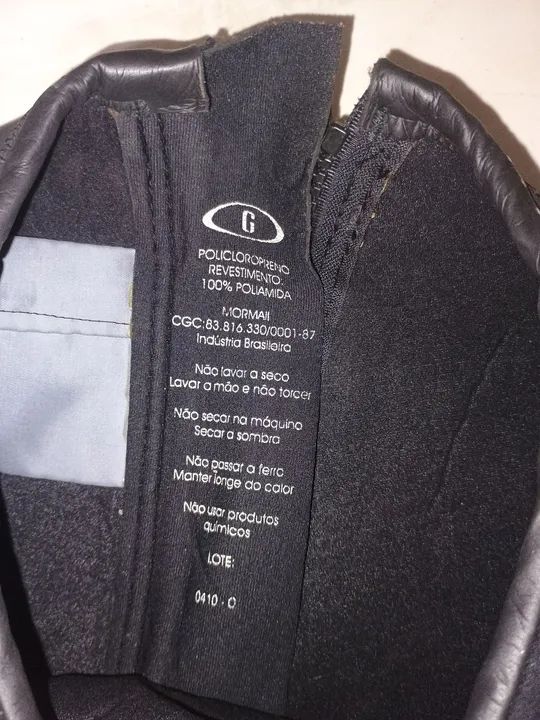 G
POLICLOROPRENO
REVESTIMENTO:
100% POLIAMIDA
MORMAII
CGC:83.816.330/0001-87
Indústria Brasileira
Não lavar a seco
Lavar a mão e não torcer
Não secar na máquina
Secar a sombra
Não passar a ferro
Manter longe do calor
Não usar produtos
químicos
LOTE:
0410 - O